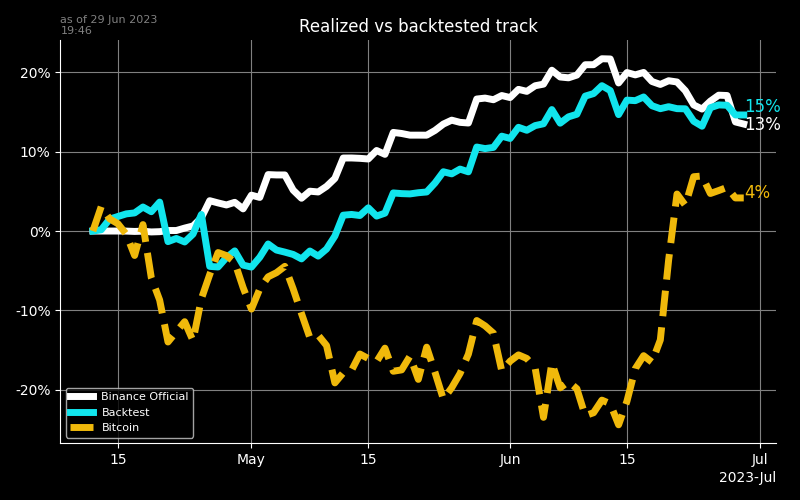 as of 29 Jun 2023
19:46
Realized vs backtested track
20%
10%
0%
-10%
-20%
15%
13%
4%
Binance Official
Backtest
Bitcoin
15
May
15
Jun
15
Jul
2023-Jul